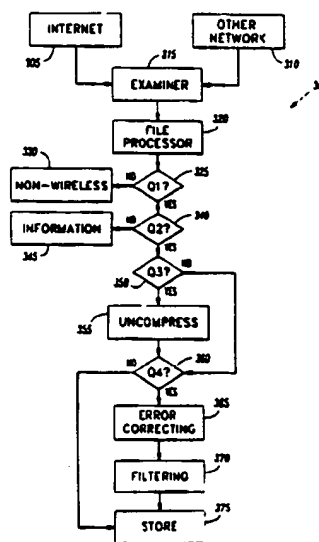 INTERNET
305
OTHER
NETWORK
310
315
EXAMINER
FILE
PROCESSOR
320
330
NON-WIRELESS
NO
Q1?
325
YES
INFORMATION
345
NO
Q2?
340
YES
Q3?
350
NO
YES
UNCOMPRESS
355
NO
Q4?
360
YES
ERROR
CORRECTING
365
FILTERING
370
STORE
375